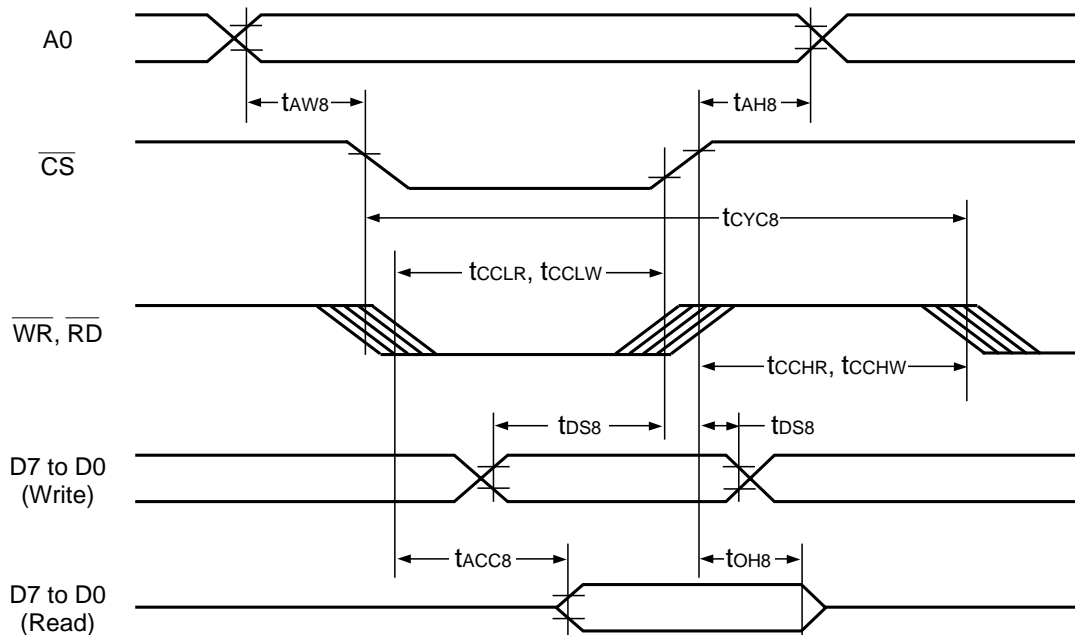 A0
tAW8
tAH8
CS
tCYC8
tCCLR, tCCLW
WR, RD
tCCHR, tCCHW
tDS8
tDS8
D7 to D0
(Write)
tACC8
tOH8
D7 to D0
(Read)